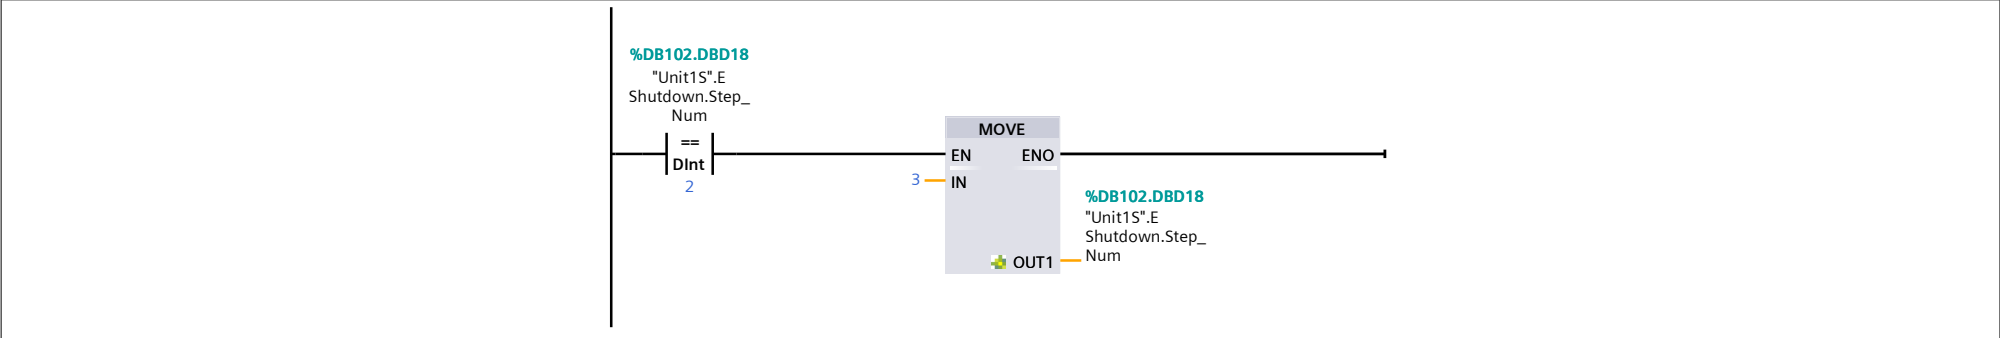 %DB102.DBD18
"Unit1S".E
Shutdown.Step_
Num
==
DInt
2
MOVE
EN ENO
3 IN
%DB102.DBD18
"Unit1S".E
Shutdown.Step_
Num
OUT1